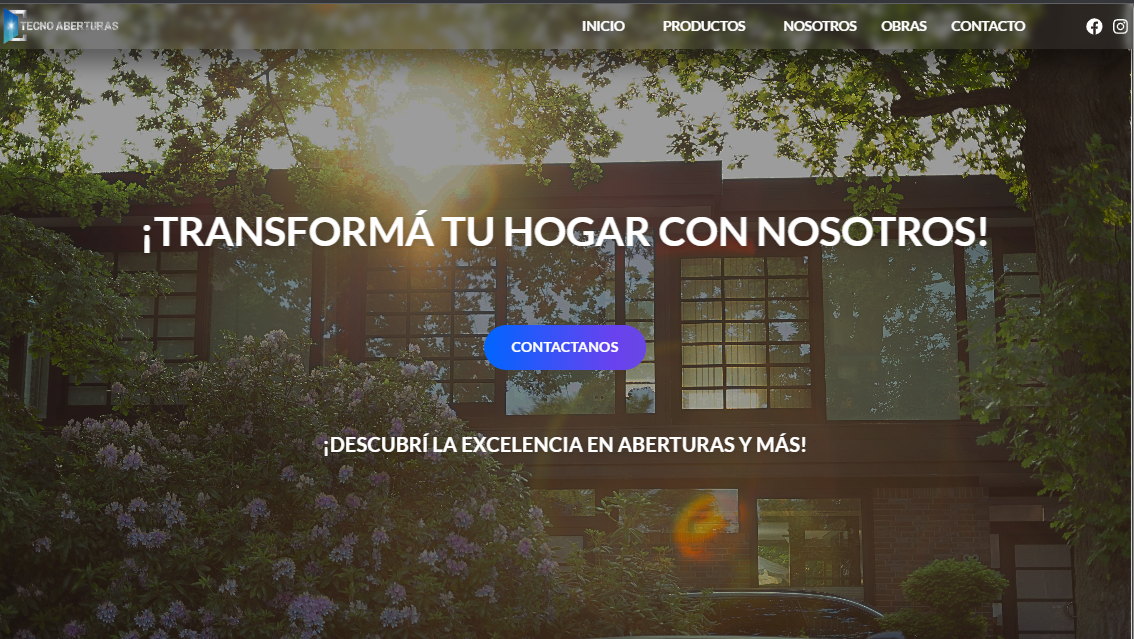 TECNO ABERTURAS
INICIO PRODUCTOS NOSOTROS OBRAS CONTACTO
¡TRANSFORMÁ TU HOGAR CON NOSOTROS!
CONTACTANOS
¡DESCUBRÍ LA EXCELENCIA EN ABERTURAS Y MÁS!